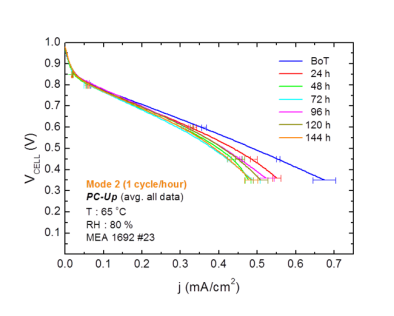 1.0
0.9
0.8
0.7
0.6
0.5
0.4
0.3
0.2
0.1
V_CELL (V)
BoT
24 h
48 h
72 h
96 h
120 h
144 h
Mode 2 (1 cycle/hour)
PC-Up (avg. all data)
T : 65 °C
RH : 80 %
MEA 1692 #23
0.0 0.1 0.2 0.3 0.4 0.5 0.6 0.7
j (mA/cm²)